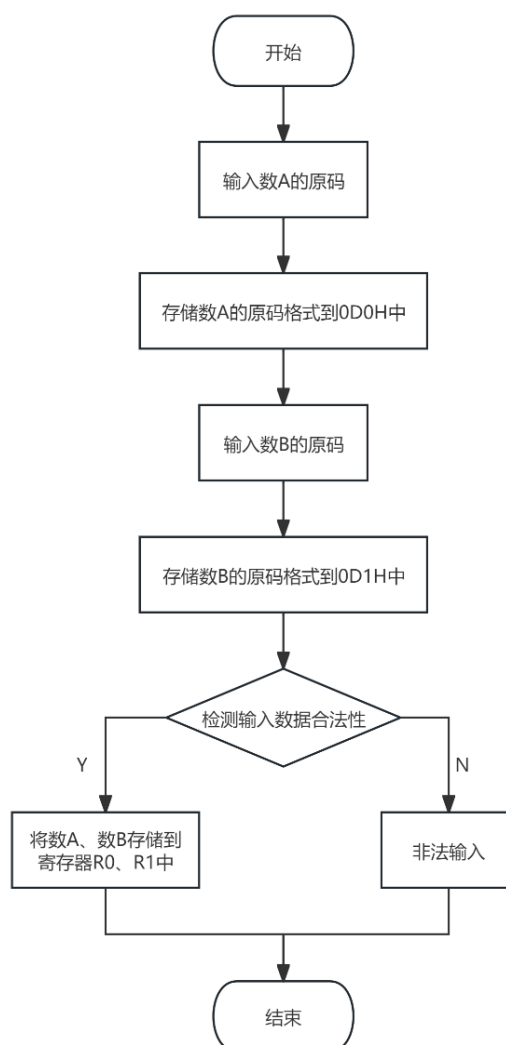 开始
输入数A的原码
存储数A的原码格式到0D0H中
输入数B的原码
存储数B的原码格式到0D1H中
检测输入数据合法性
Y
N
将数A、数B存储到
寄存器R0、R1中
非法输入
结束